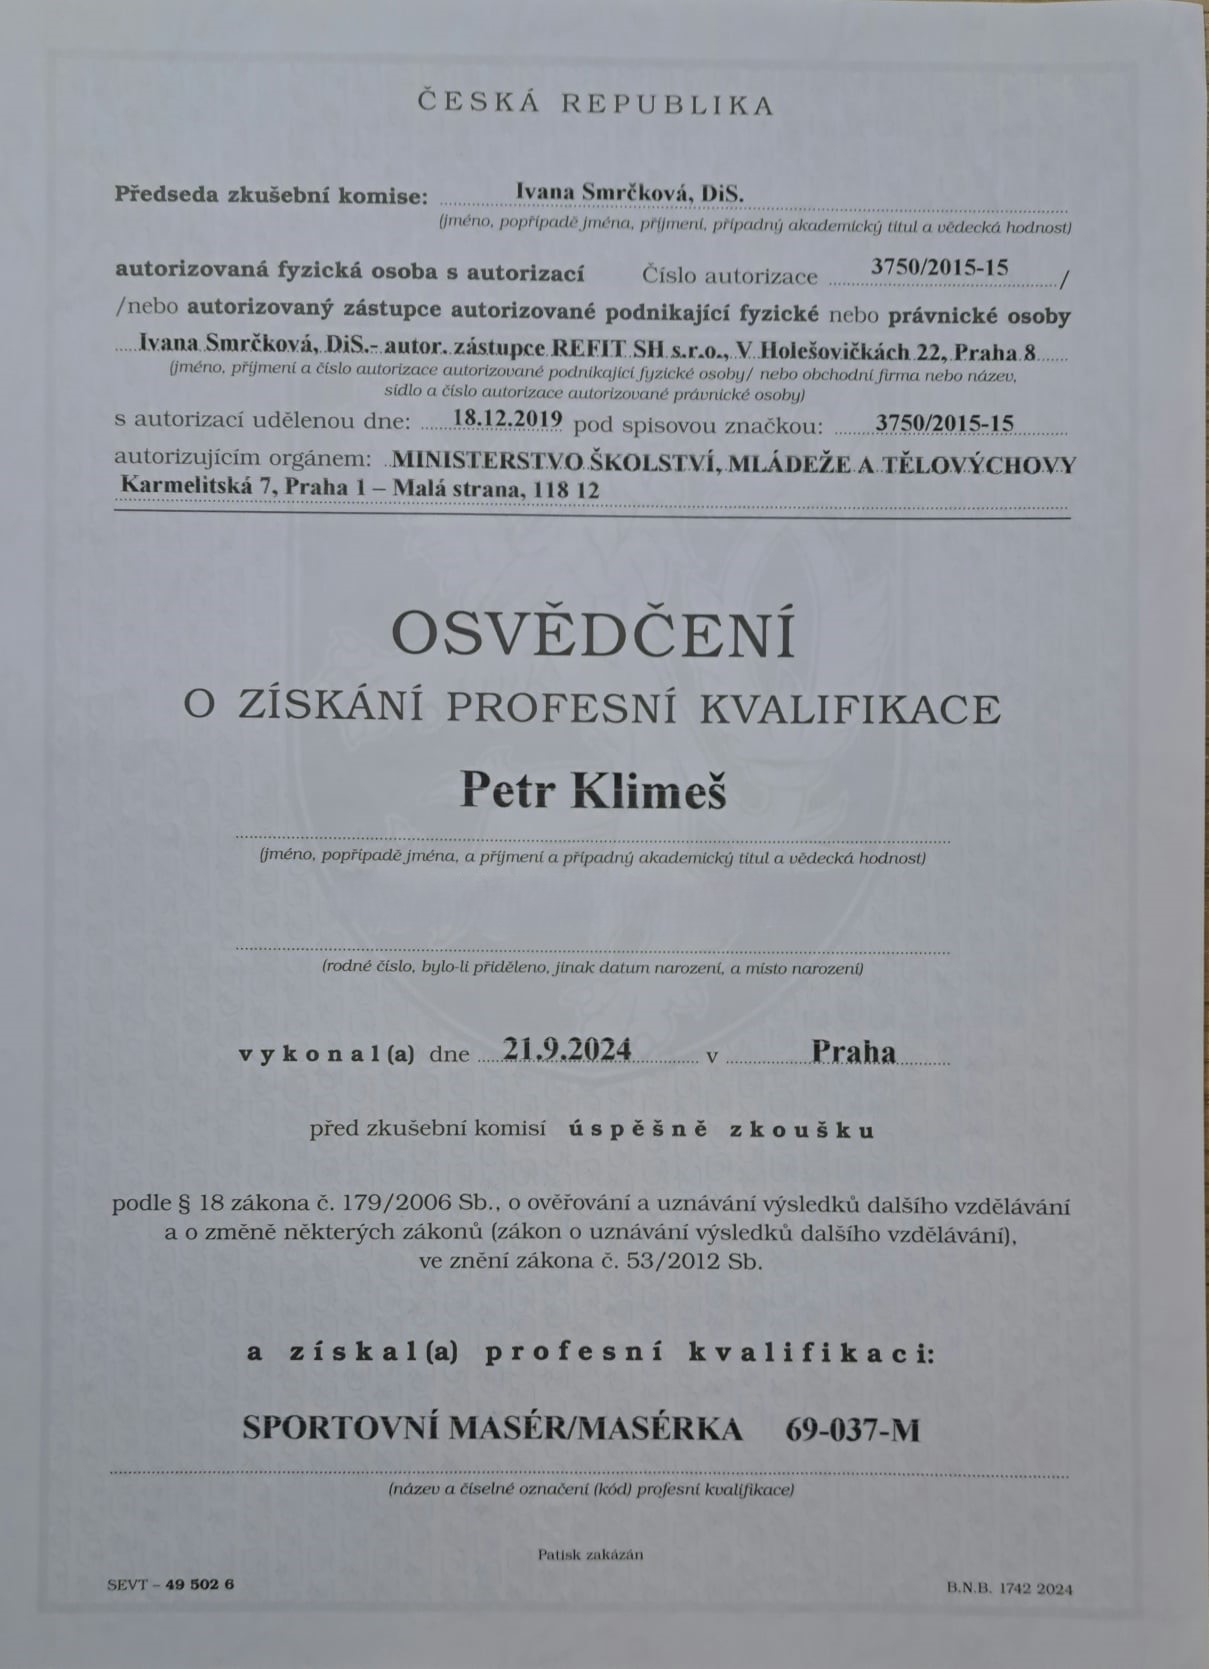 ČESKÁ REPUBLIKA
Předseda zkušební komise: Ivana Smrčková, DiS.
(jméno, popřípadě jména, příjmení, případný akademický titul a vědecká hodnost)
autorizovaná fyzická osoba s autorizací Číslo autorizace 3750/2015-15 /
/nebo autorizovaný zástupce autorizované podnikající fyzické nebo právnické osoby
Ivana Smrčková, DiS.- autor. zástupce REFIT SH s.r.o., V Holešovičkách 22, Praha 8
(jméno, příjmení a číslo autorizace autorizované podnikající fyzické osoby/ nebo obchodní firma nebo název,
sídlo a číslo autorizace autorizované právnické osoby)
s autorizací udělenou dne: 18.12.2019 pod spisovou značkou: 3750/2015-15
autorizujícím orgánem: MINISTERSTVO ŠKOLSTVÍ, MLÁDEŽE A TĚLOVÝCHOVY
Karmelitská 7, Praha 1 – Malá strana, 118 12
OSVĚDČENÍ
O ZÍSKÁNÍ PROFESNÍ KVALIFIKACE
Petr Klimeš
(jméno, popřípadě jména, a příjmení a případný akademický titul a vědecká hodnost)
(rodné číslo, bylo-li přiděleno, jinak datum narození, a místo narození)
vykonal(a) dne 21.9.2024 v Praha
před zkušební komisí úspěšně zkoušku
podle § 18 zákona č. 179/2006 Sb., o ověřování a uznávání výsledků dalšího vzdělávání
a o změně některých zákonů (zákon o uznávání výsledků dalšího vzdělávání),
ve znění zákona č. 53/2012 Sb.
a získal(a) profesní kvalifikaci:
SPORTOVNÍ MASÉR/MASÉRKA 69-037-M
(název a číselné označení (kód) profesní kvalifikace)
Patisk zakázán
SEVT – 49 502 6
B.N.B. 1742 2024